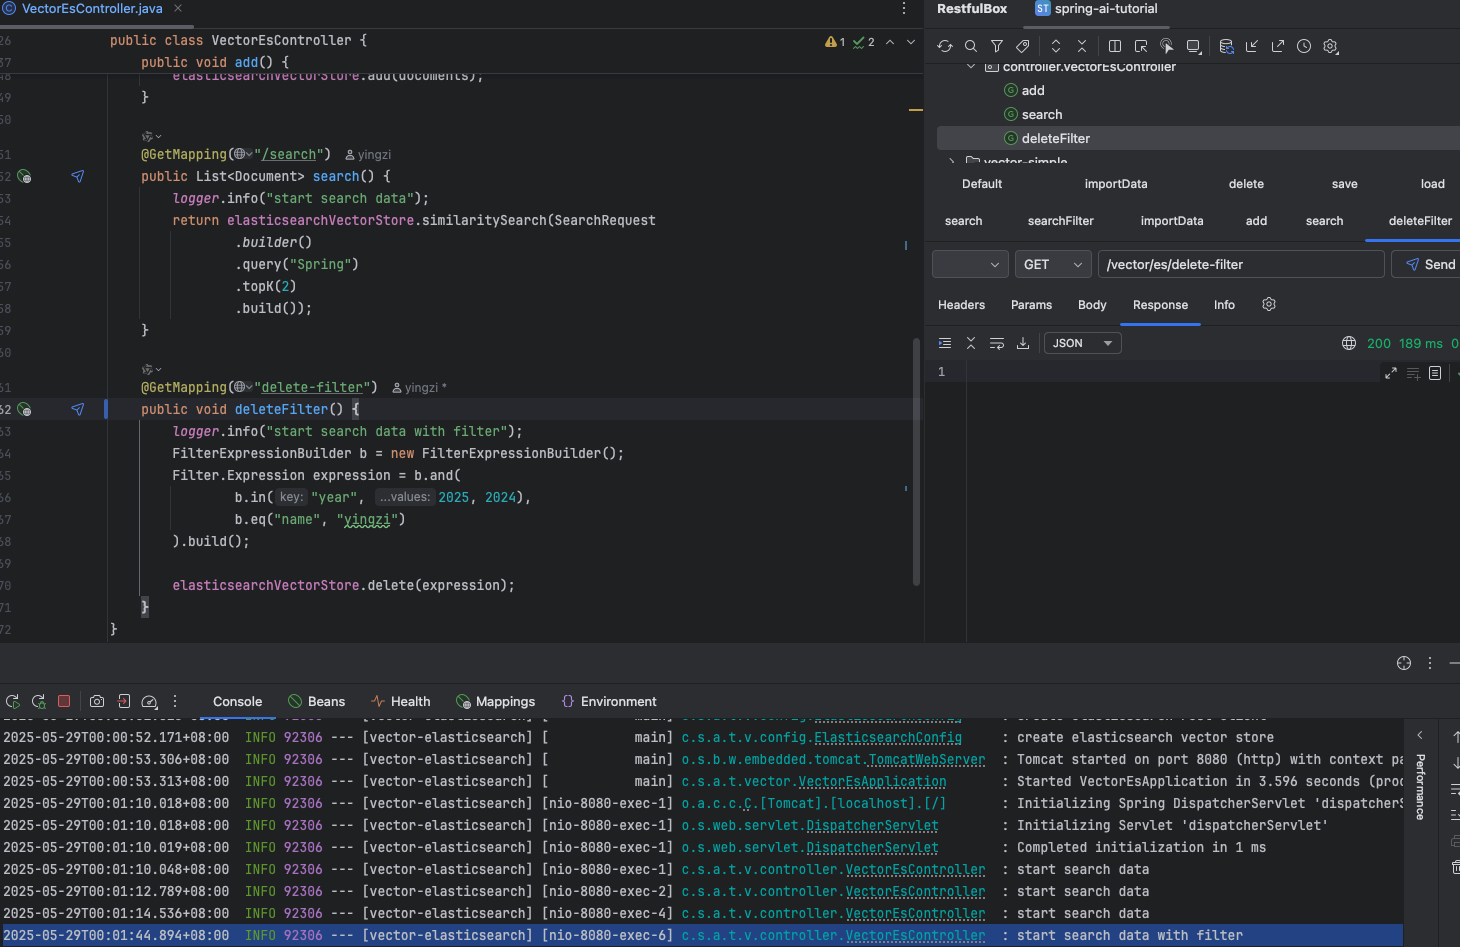 VectorEsController.java
26 public class VectorEsController {
1 2
37 public void add() {
48 elasticsearchVectorStore.add(documents);
49 }
50
51 @GetMapping("/search") yingzi
52 public List<Document> search() {
53 logger.info("start search data");
54 return elasticsearchVectorStore.similaritySearch(SearchRequest
55 .builder()
56 .query("Spring")
57 .topK(2)
58 .build());
59 }
60
61 @GetMapping("delete-filter") yingzi *
62 public void deleteFilter() {
63 logger.info("start search data with filter");
64 FilterExpressionBuilder b = new FilterExpressionBuilder();
65 Filter.Expression expression = b.and(
66 b.in( key: "year", ...values: 2025, 2024),
67 b.eq("name", "yingzi")
68 ).build();
69
70 elasticsearchVectorStore.delete(expression);
71 }
72 }
RestfulBox ST spring-ai-tutorial
controller.VectorEsController
G add
G search
G deleteFilter
vector-simple
Default importData delete save load
search searchFilter importData add search deleteFilter
GET /vector/es/delete-filter Send
Headers Params Body Response Info
JSON 200 189 ms 0
1
Console Beans Health Mappings Environment
[vector-elasticsearch] [ main]
2025-05-29T00:00:52.171+08:00 INFO 92306 --- [vector-elasticsearch] [ main] c.s.a.t.v.config.ElasticsearchConfig : create elasticsearch vector store
2025-05-29T00:00:53.306+08:00 INFO 92306 --- [vector-elasticsearch] [ main] o.s.b.w.embedded.tomcat.TomcatWebServer : Tomcat started on port 8080 (http) with context pa
2025-05-29T00:00:53.313+08:00 INFO 92306 --- [vector-elasticsearch] [ main] c.s.a.t.vector.VectorEsApplication : Started VectorEsApplication in 3.596 seconds (proc
2025-05-29T00:01:10.018+08:00 INFO 92306 --- [vector-elasticsearch] [nio-8080-exec-1] o.a.c.c.C.[Tomcat].[localhost].[/] : Initializing Spring DispatcherServlet 'dispatcherS
2025-05-29T00:01:10.018+08:00 INFO 92306 --- [vector-elasticsearch] [nio-8080-exec-1] o.s.web.servlet.DispatcherServlet : Initializing Servlet 'dispatcherServlet'
2025-05-29T00:01:10.019+08:00 INFO 92306 --- [vector-elasticsearch] [nio-8080-exec-1] o.s.web.servlet.DispatcherServlet : Completed initialization in 1 ms
2025-05-29T00:01:10.048+08:00 INFO 92306 --- [vector-elasticsearch] [nio-8080-exec-1] c.s.a.t.v.controller.VectorEsController : start search data
2025-05-29T00:01:12.789+08:00 INFO 92306 --- [vector-elasticsearch] [nio-8080-exec-2] c.s.a.t.v.controller.VectorEsController : start search data
2025-05-29T00:01:14.536+08:00 INFO 92306 --- [vector-elasticsearch] [nio-8080-exec-4] c.s.a.t.v.controller.VectorEsController : start search data
2025-05-29T00:01:44.894+08:00 INFO 92306 --- [vector-elasticsearch] [nio-8080-exec-6] c.s.a.t.v.controller.VectorEsController : start search data with filter
Performance